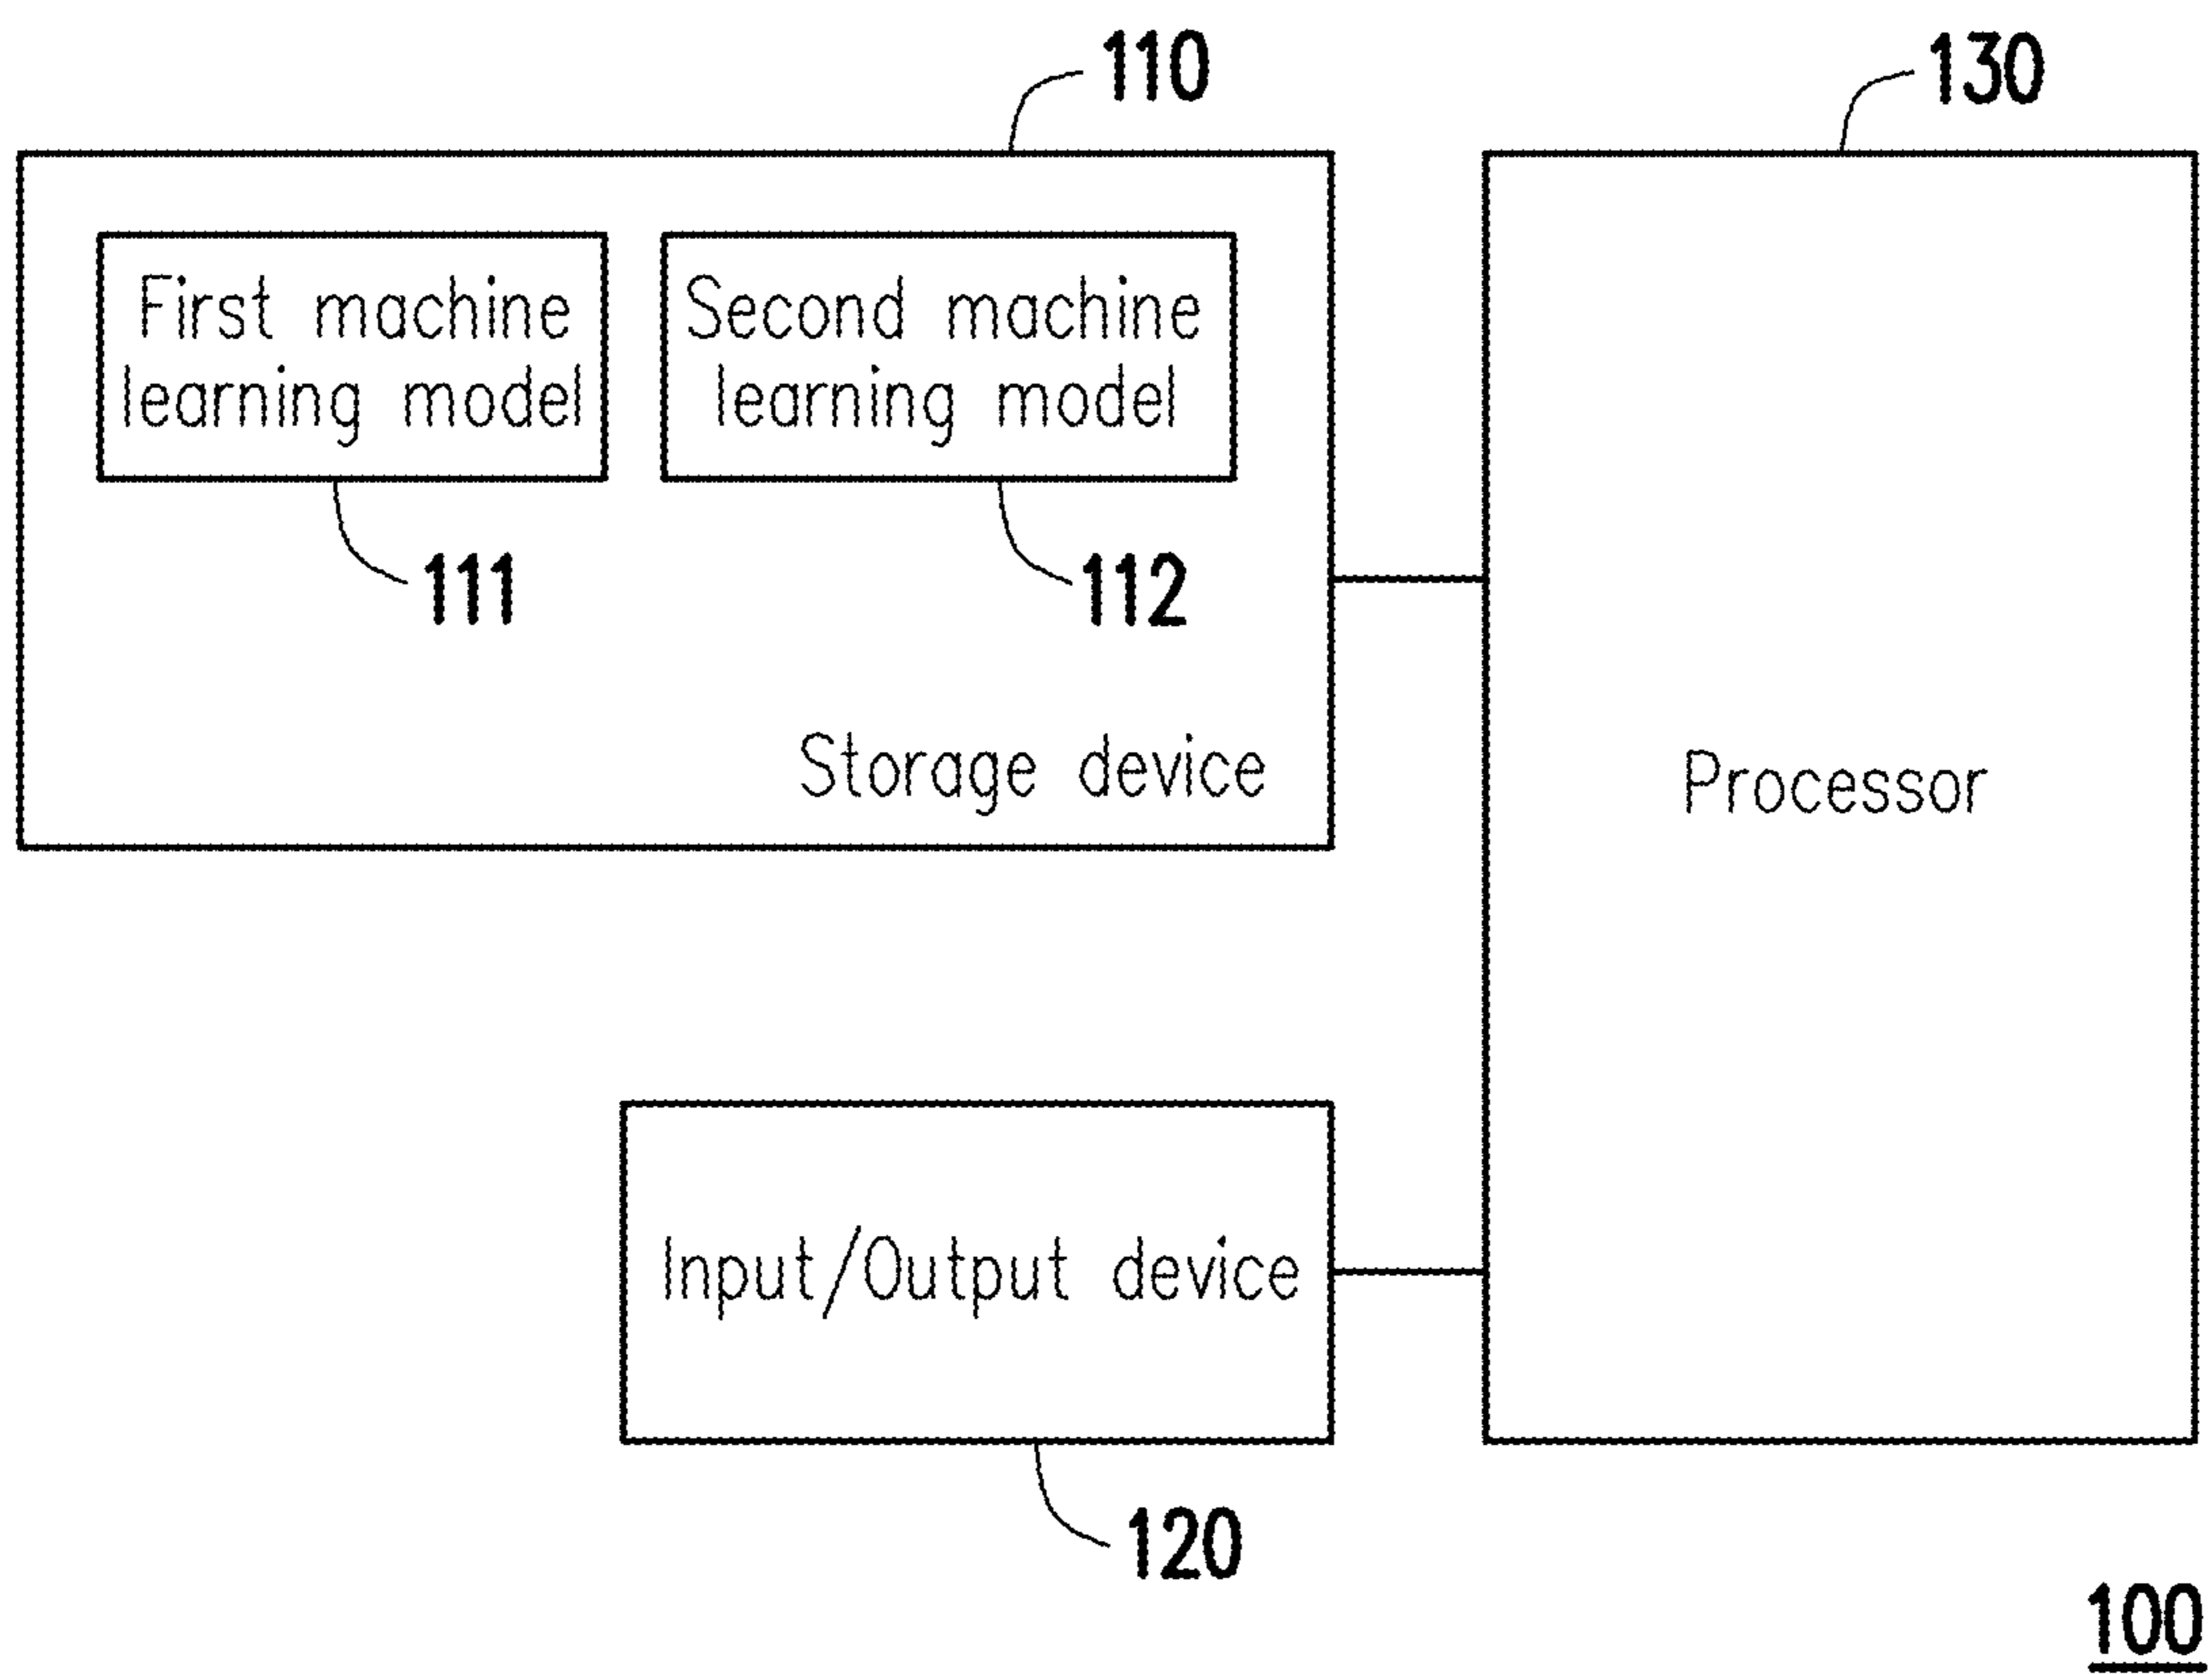 110
130
First machine
learning model
Second machine
learning model
111
112
Storage device
Processor
Input/Output device
120
100